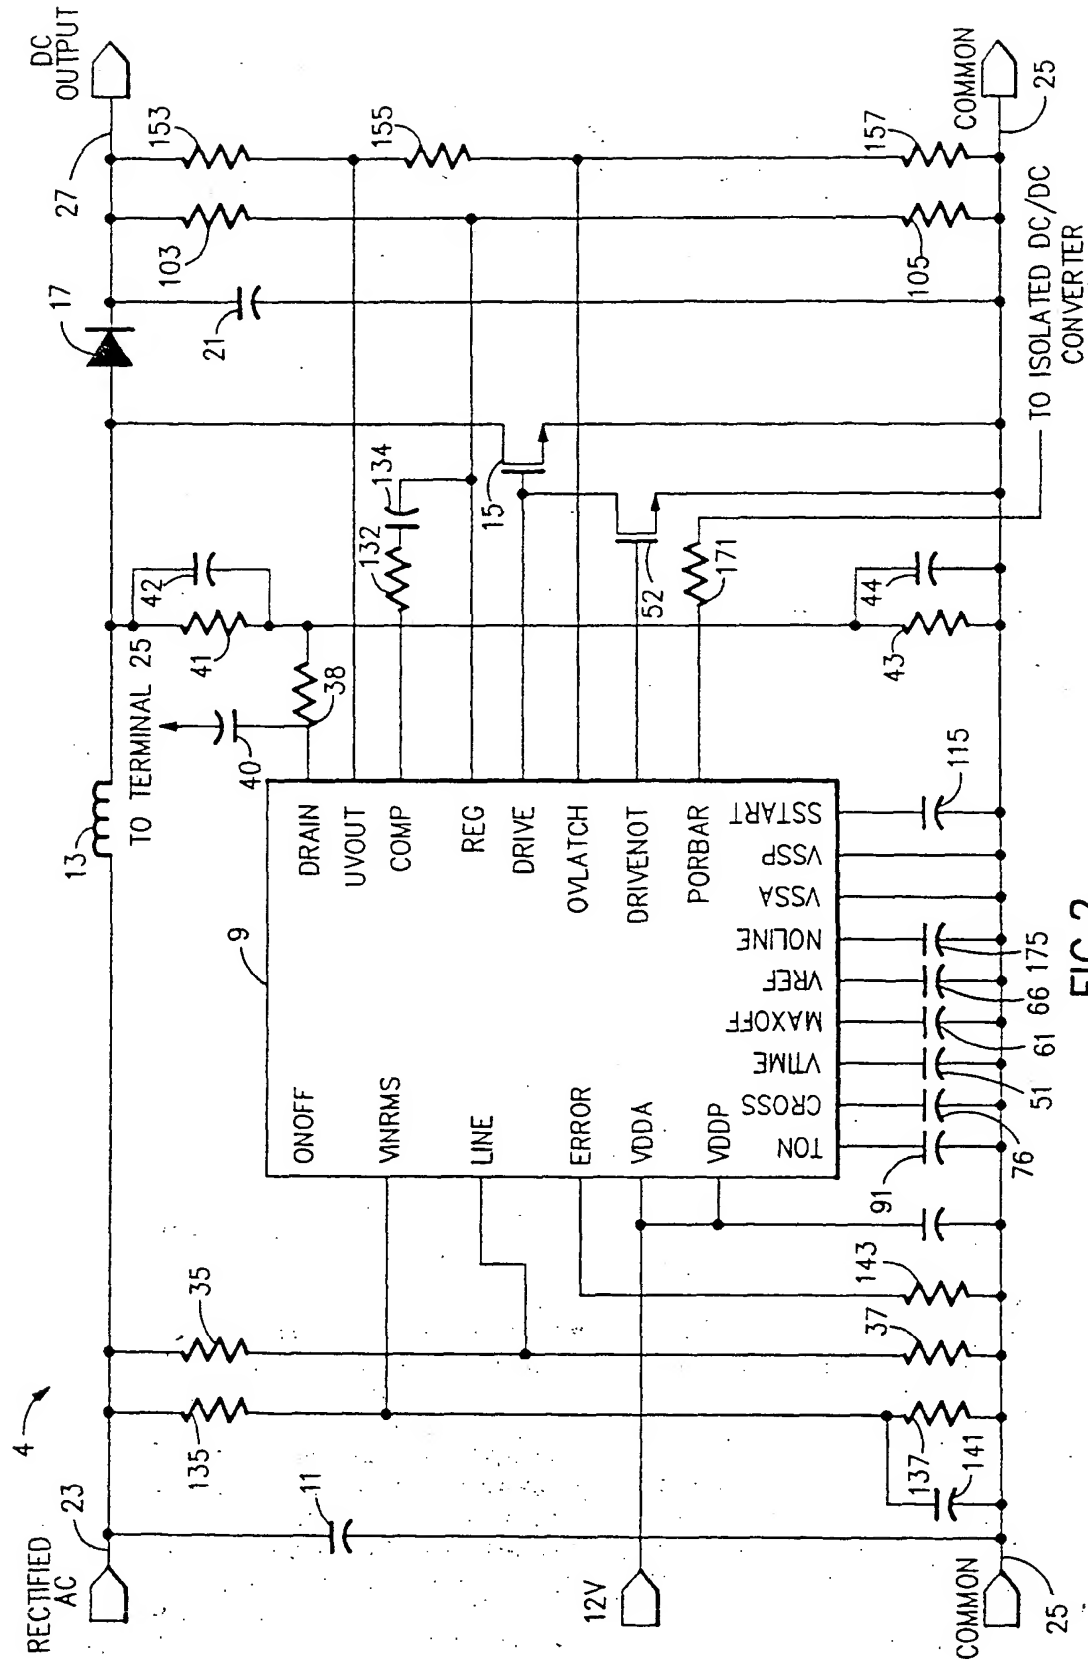 4
RECTIFIED
AC
23
11
135
35
13
TO TERMINAL 25
41
42
40
38
17
21
103
153
27
155
DC
OUTPUT
9
ONOFF
VINRMS
LINE
ERROR
VDDA
VDDP
DRAIN
UVOUT
COMP
REG
DRIVE
OVLATCH
DRIVENOT
PORBAR
TON
CROSS
VTIME
MAXOFF
VREF
NOLINE
VSSA
VSSP
SSTART
132
134
15
52
171
12V
143
37
137
141
91
76
51
61
66
175
115
43
44
105
157
COMMON
25
COMMON
25
TO ISOLATED DC/DC
CONVERTER
FIG.2